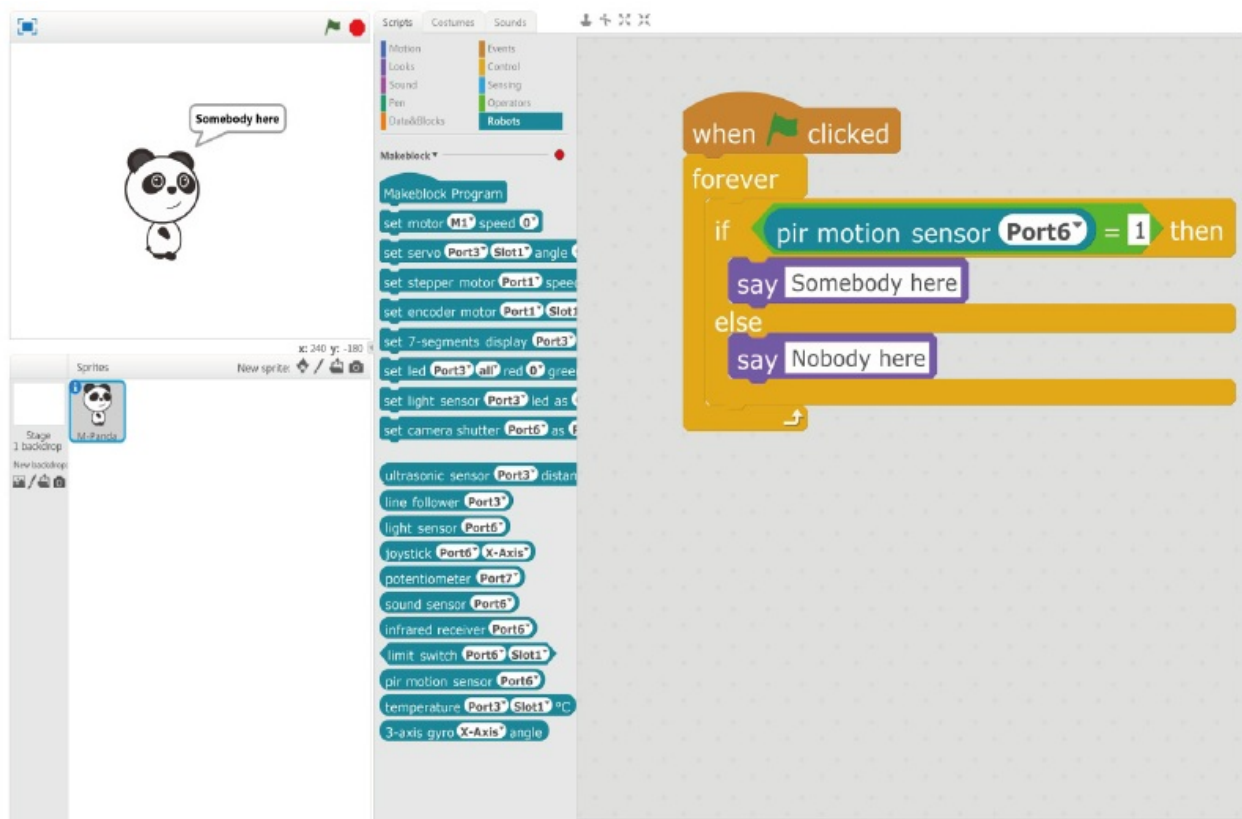 Somebody here
x: 240 y: -180
Sprites
New sprite:
Stage
1 backdrop
New backdrop
M-Panda
Scripts
Costumes
Sounds
Motion
Looks
Sound
Pen
Data&Blocks
Events
Control
Sensing
Operators
Robots
Makeblock
Makeblock Program
set motor M1 speed 0
set servo Port3 Slot1 angle
set stepper motor Port1 speed
set encoder motor Port1 Slot1
set 7-segments display Port3
set led Port3 all red 0 gree
set light sensor Port3 led as
set camera shutter Port6 as
ultrasonic sensor Port3 distan
line follower Port3
light sensor Port6
joystick Port6 X-Axis
potentiometer Port7
sound sensor Port6
infrared receiver Port6
limit switch Port6 Slot1
pir motion sensor Port6
temperature Port3 Slot1 °C
3-axis gyro X-Axis angle
when clicked
forever
if pir motion sensor Port6 = 1 then
say Somebody here
else
say Nobody here